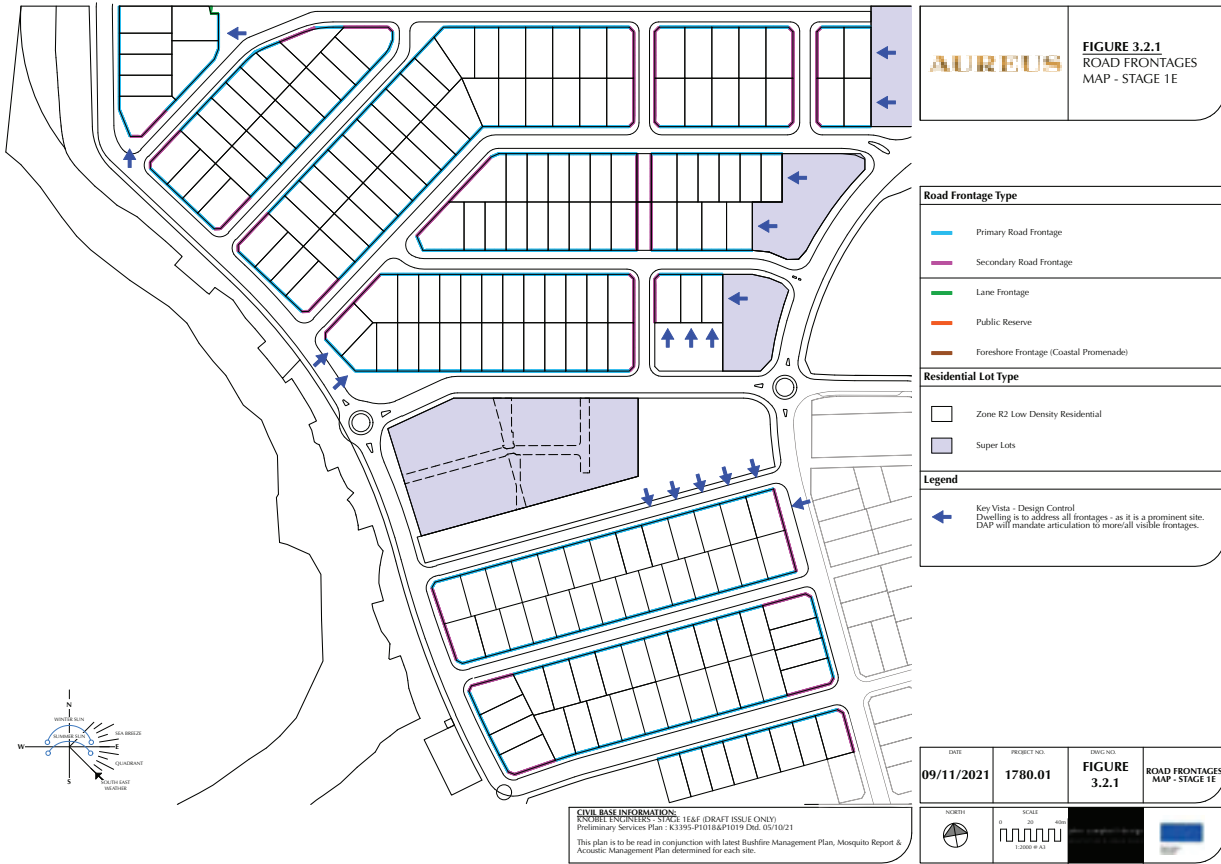 AUREUS
FIGURE 3.2.1
ROAD FRONTAGES
MAP - STAGE 1E
Road Frontage Type
Primary Road Frontage
Secondary Road Frontage
Lane Frontage
Public Reserve
Foreshore Frontage (Coastal Promenade)
Residential Lot Type
Zone R2 Low Density Residential
Super Lots
Legend
Key Vista - Design Control
Dwelling is to address all frontages - as it is a prominent site.
DAP will mandate articulation to more/all visible frontages.
N
WINTER SUN
SUMMER SUN
SEA BREEZE
W
E
QUADRANT
S
SOUTH EAST
WEATHER
DATE
PROJECT NO.
DWG NO.
09/11/2021
1780.01
FIGURE
3.2.1
ROAD FRONTAGES
MAP - STAGE 1E
CIVIL BASE INFORMATION:
KNOBEL ENGINEERS - STAGE 1E&F (DRAFT ISSUE ONLY)
Preliminary Services Plan : K3395-P1018&P1019 Dtd. 05/10/21
This plan is to be read in conjunction with latest Bushfire Management Plan, Mosquito Report &
Acoustic Management Plan determined for each site.
NORTH
SCALE
0 20 40m
1:2000 @ A3